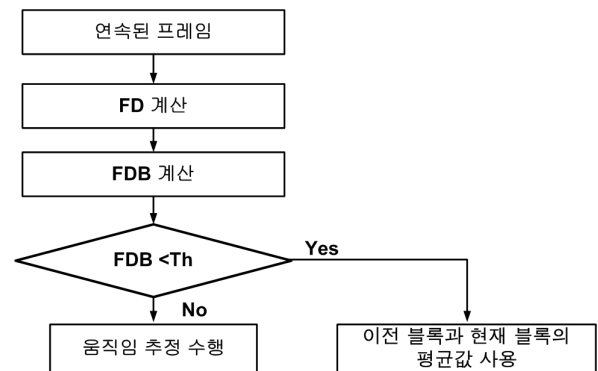 연속된 프레임
FD 계산
FDB 계산
FDB <Th
Yes
No
움직임 추정 수행
이전 블록과 현재 블록의
평균값 사용